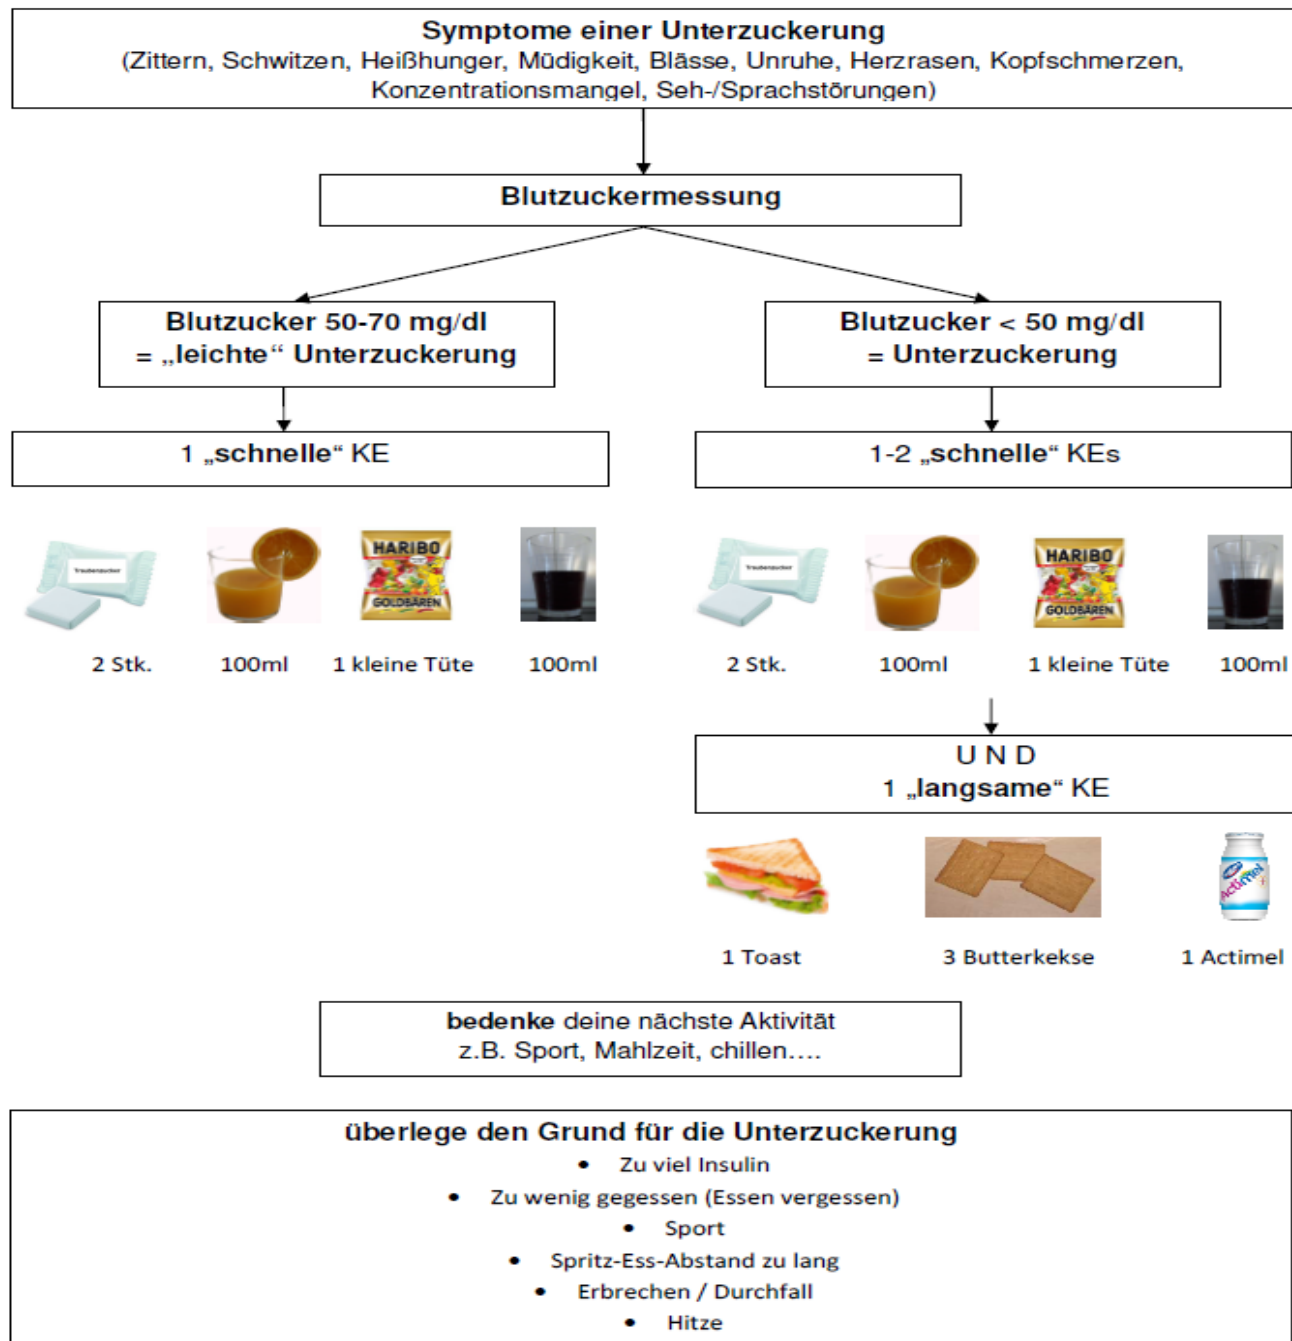 Symptome einer Unterzuckerung
(Zittern, Schwitzen, Heißhunger, Müdigkeit, Blässe, Unruhe, Herzrasen, Kopfschmerzen,
Konzentrationsmangel, Seh-/Sprachstörungen)
Blutzuckermessung
Blutzucker 50-70 mg/dl
= „leichte“ Unterzuckerung
Blutzucker < 50 mg/dl
= Unterzuckerung
1 „schnelle“ KE
1-2 „schnelle“ KEs
Traubenzucker
HARIBO
GOLDBÄREN
Traubenzucker
HARIBO
GOLDBÄREN
2 Stk. 100ml 1 kleine Tüte 100ml
2 Stk. 100ml 1 kleine Tüte 100ml
U N D
1 „langsame“ KE
Actimel
1 Toast 3 Butterkekse 1 Actimel
bedenke deine nächste Aktivität
z.B. Sport, Mahlzeit, chillen....
überlege den Grund für die Unterzuckerung
• Zu viel Insulin
• Zu wenig gegessen (Essen vergessen)
• Sport
• Spritz-Ess-Abstand zu lang
• Erbrechen / Durchfall
• Hitze